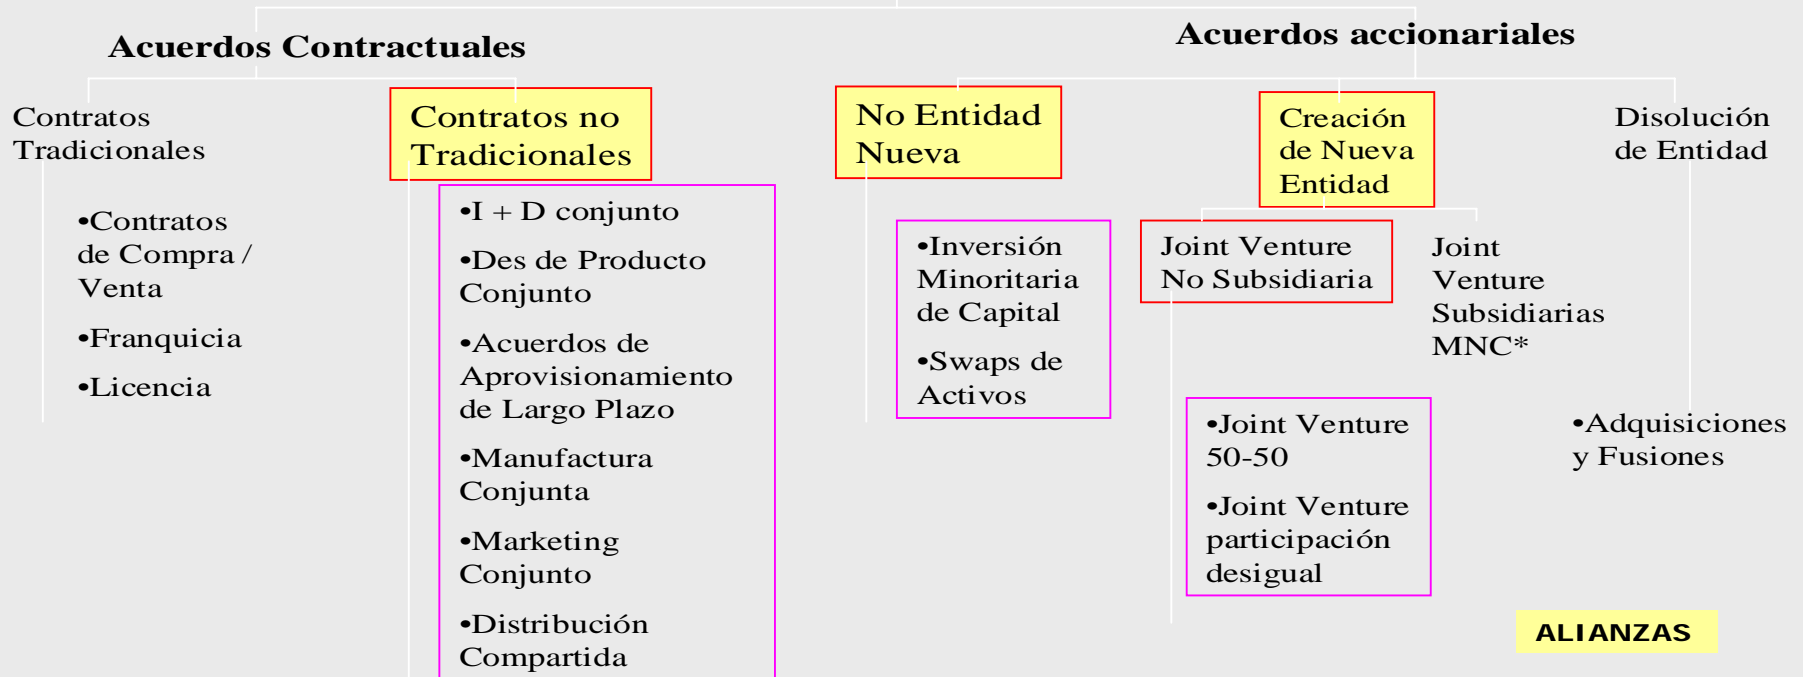 Acuerdos Contractuales
Acuerdos accionariales
Contratos
Tradicionales
•Contratos
de Compra /
Venta
•Franquicia
•Licencia
Contratos no
Tradicionales
•I + D conjunto
•Des de Producto
Conjunto
•Acuerdos de
Aprovisionamiento
de Largo Plazo
•Manufactura
Conjunta
•Marketing
Conjunto
•Distribución
Compartida
No Entidad
Nueva
•Inversión
Minoritaria
de Capital
•Swaps de
Activos
Creación
de Nueva
Entidad
Joint Venture
No Subsidiaria
•Joint Venture
50-50
•Joint Venture
participación
desigual
Joint
Venture
Subsidiarias
MNC*
Disolución
de Entidad
•Adquisiciones
y Fusiones
ALIANZAS